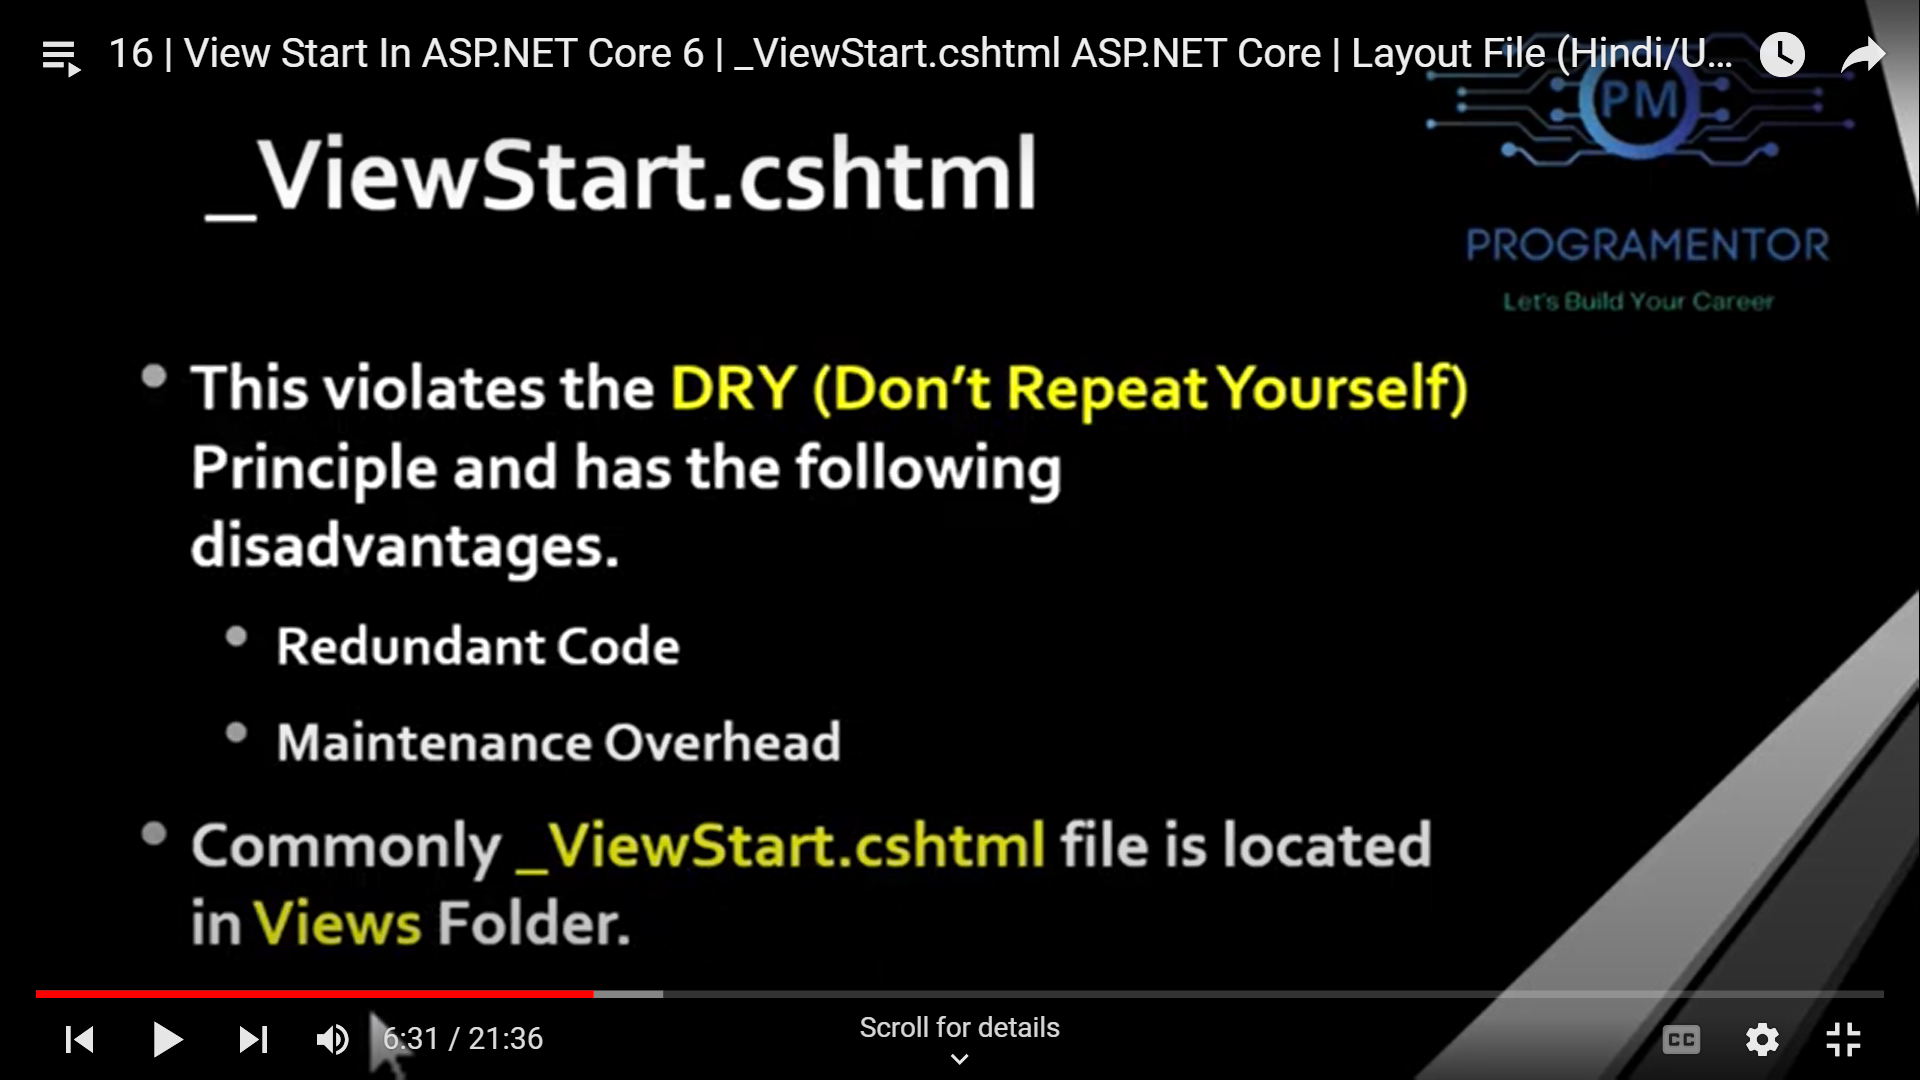 16 | View Start In ASP.NET Core 6 | _ViewStart.cshtml ASP.NET Core | Layout File (Hindi/U...
PM
_ViewStart.cshtml
PROGRAMENTOR
Let's Build Your Career
• This violates the DRY (Don't Repeat Yourself)
Principle and has the following
disadvantages.
• Redundant Code
• Maintenance Overhead
• Commonly _ViewStart.cshtml file is located
in Views Folder.
6:31 / 21:36
Scroll for details
CC